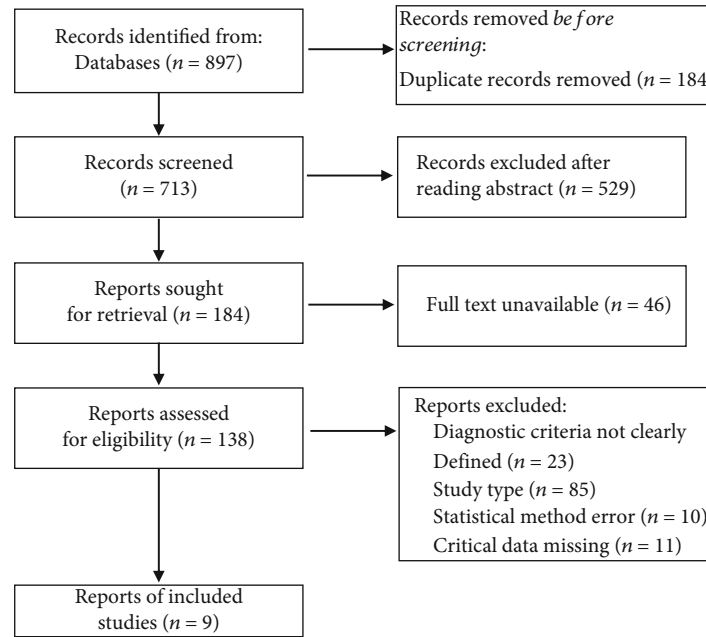 Records identified from:
Databases (n = 897)
Records removed before
screening:
Duplicate records removed (n = 184
Records screened
(n = 713)
Records excluded after
reading abstract (n = 529)
Reports sought
for retrieval (n = 184)
Full text unavailable (n = 46)
Reports assessed
for eligibility (n = 138)
Reports excluded:
Diagnostic criteria not clearly
Defined (n = 23)
Study type (n = 85)
Statistical method error (n = 10)
Critical data missing (n = 11)
Reports of included
studies (n = 9)